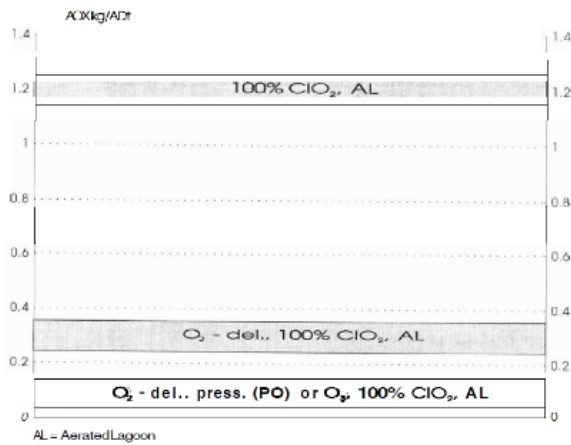 AOXkg/ADt
1.4 1.4
100% ClO₂, AL
1.2 1.2
1 1
0.8 0.8
0.6 0.6
0.4 0.4
O₂ - del., 100% ClO₂, AL
0.2 0.2
O₂ - del.. press. (PO) or O₃, 100% ClO₂, AL
0 0
AL = Aerated Lagoon